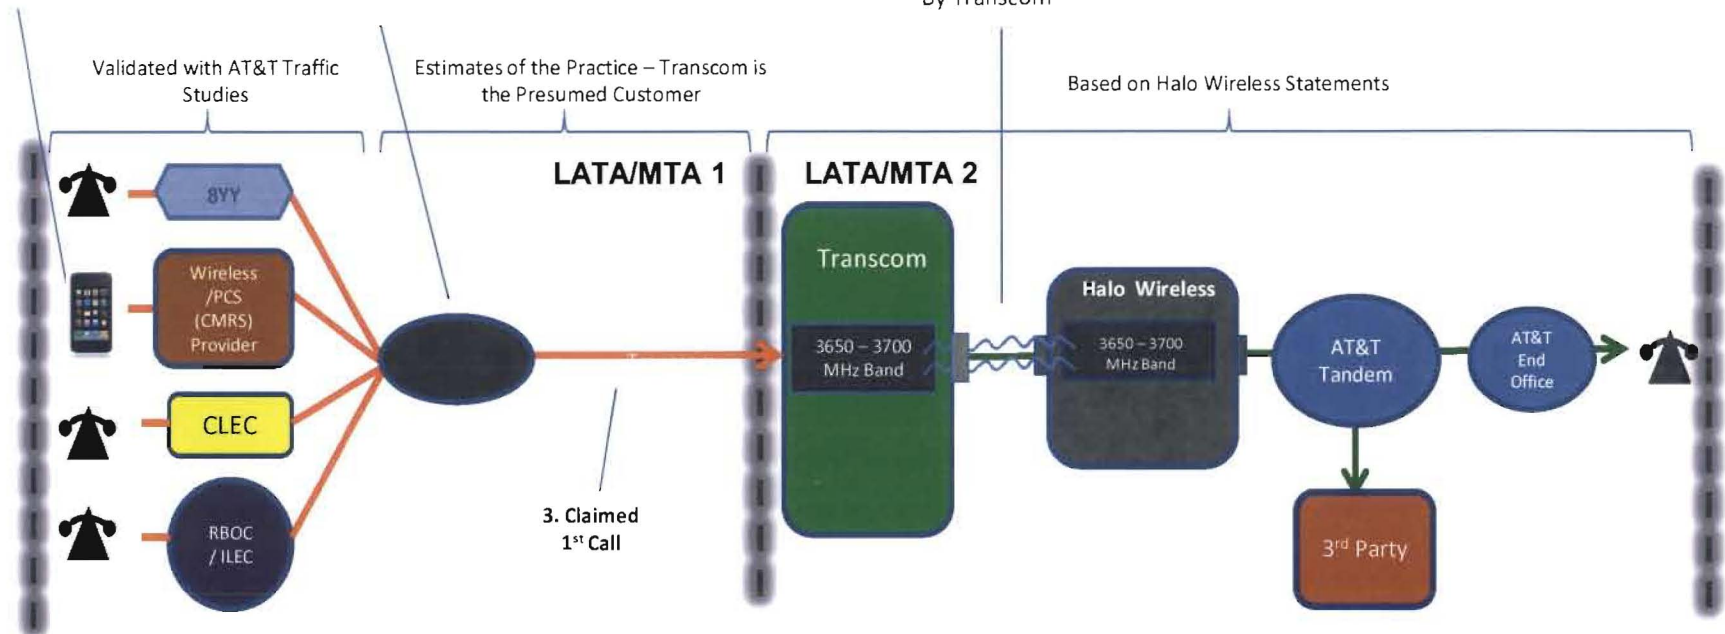 By Transcom
Validated with AT&T Traffic
Studies
Estimates of the Practice – Transcom is
the Presumed Customer
Based on Halo Wireless Statements
LATA/MTA 1
LATA/MTA 2
8YY
Wireless
/PCS
(CMRS)
Provider
CLEC
RBOC
/ ILEC
3. Claimed
1st Call
Transcom
3650 – 3700
MHz Band
Halo Wireless
3650 – 3700
MHz Band
AT&T
Tandem
AT&T
End
Office
3rd Party